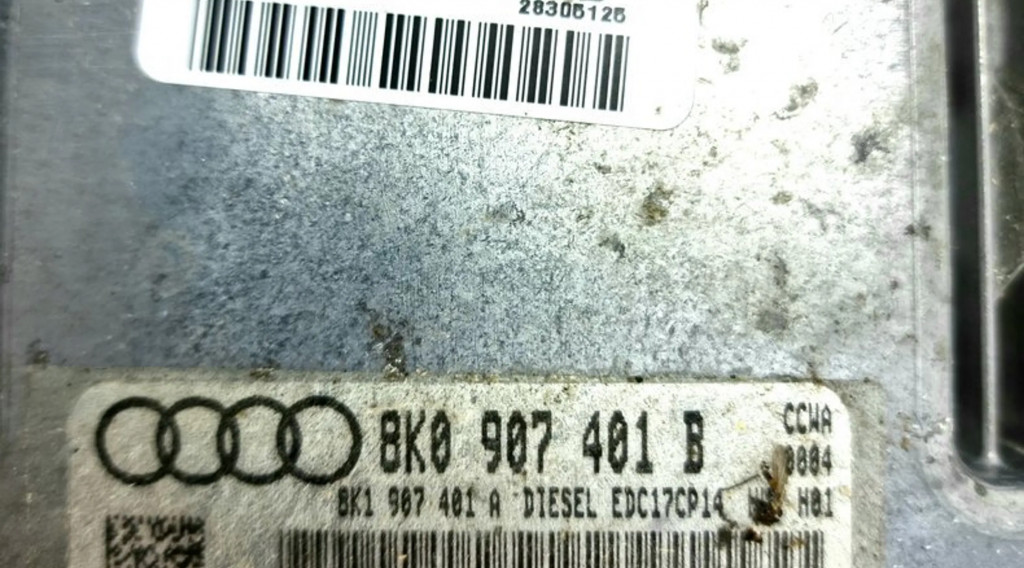 28305125
8K0 907 401 B
CCWA
0004
8K1 907 401 A DIESEL EDC17CP14 H01